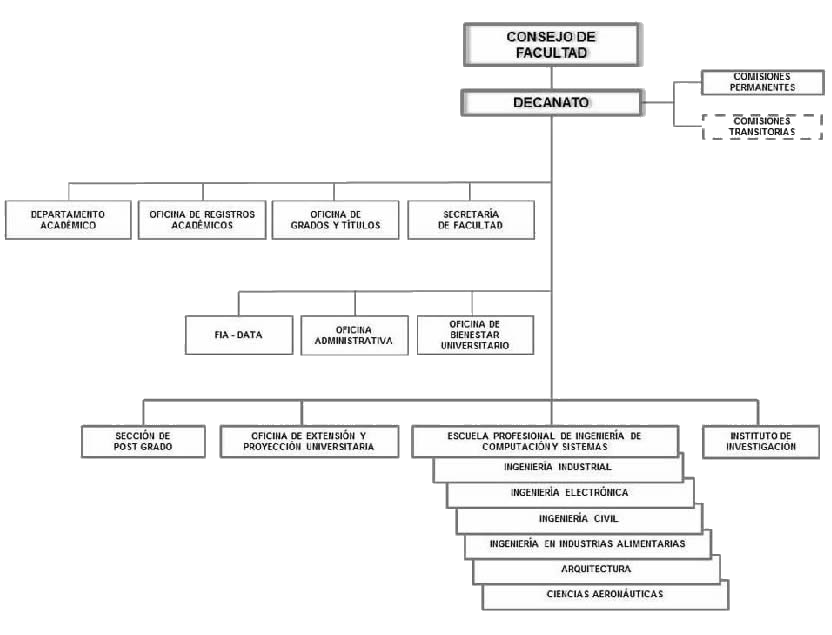 CONSEJO DE
FACULTAD
DECANATO
COMISIONES
PERMANENTES
COMISIONES
TRANSITORIAS
DEPARTAMENTO
ACADÉMICO
OFICINA DE REGISTROS
ACADÉMICOS
OFICINA DE
GRADOS Y TÍTULOS
SECRETARÍA
DE FACULTAD
FIA - DATA
OFICINA
ADMINISTRATIVA
OFICINA DE
BIENESTAR
UNIVERSITARIO
SECCIÓN DE
POST GRADO
OFICINA DE EXTENSIÓN Y
PROYECCIÓN UNIVERSITARIA
ESCUELA PROFESIONAL DE INGENIERÍA DE
COMPUTACIÓN Y SISTEMAS
INSTITUTO DE
INVESTIGACIÓN
INGENIERÍA INDUSTRIAL
INGENIERÍA ELECTRÓNICA
INGENIERÍA CIVIL
INGENIERÍA EN INDUSTRIAS ALIMENTARIAS
ARQUITECTURA
CIENCIAS AERONÁUTICAS